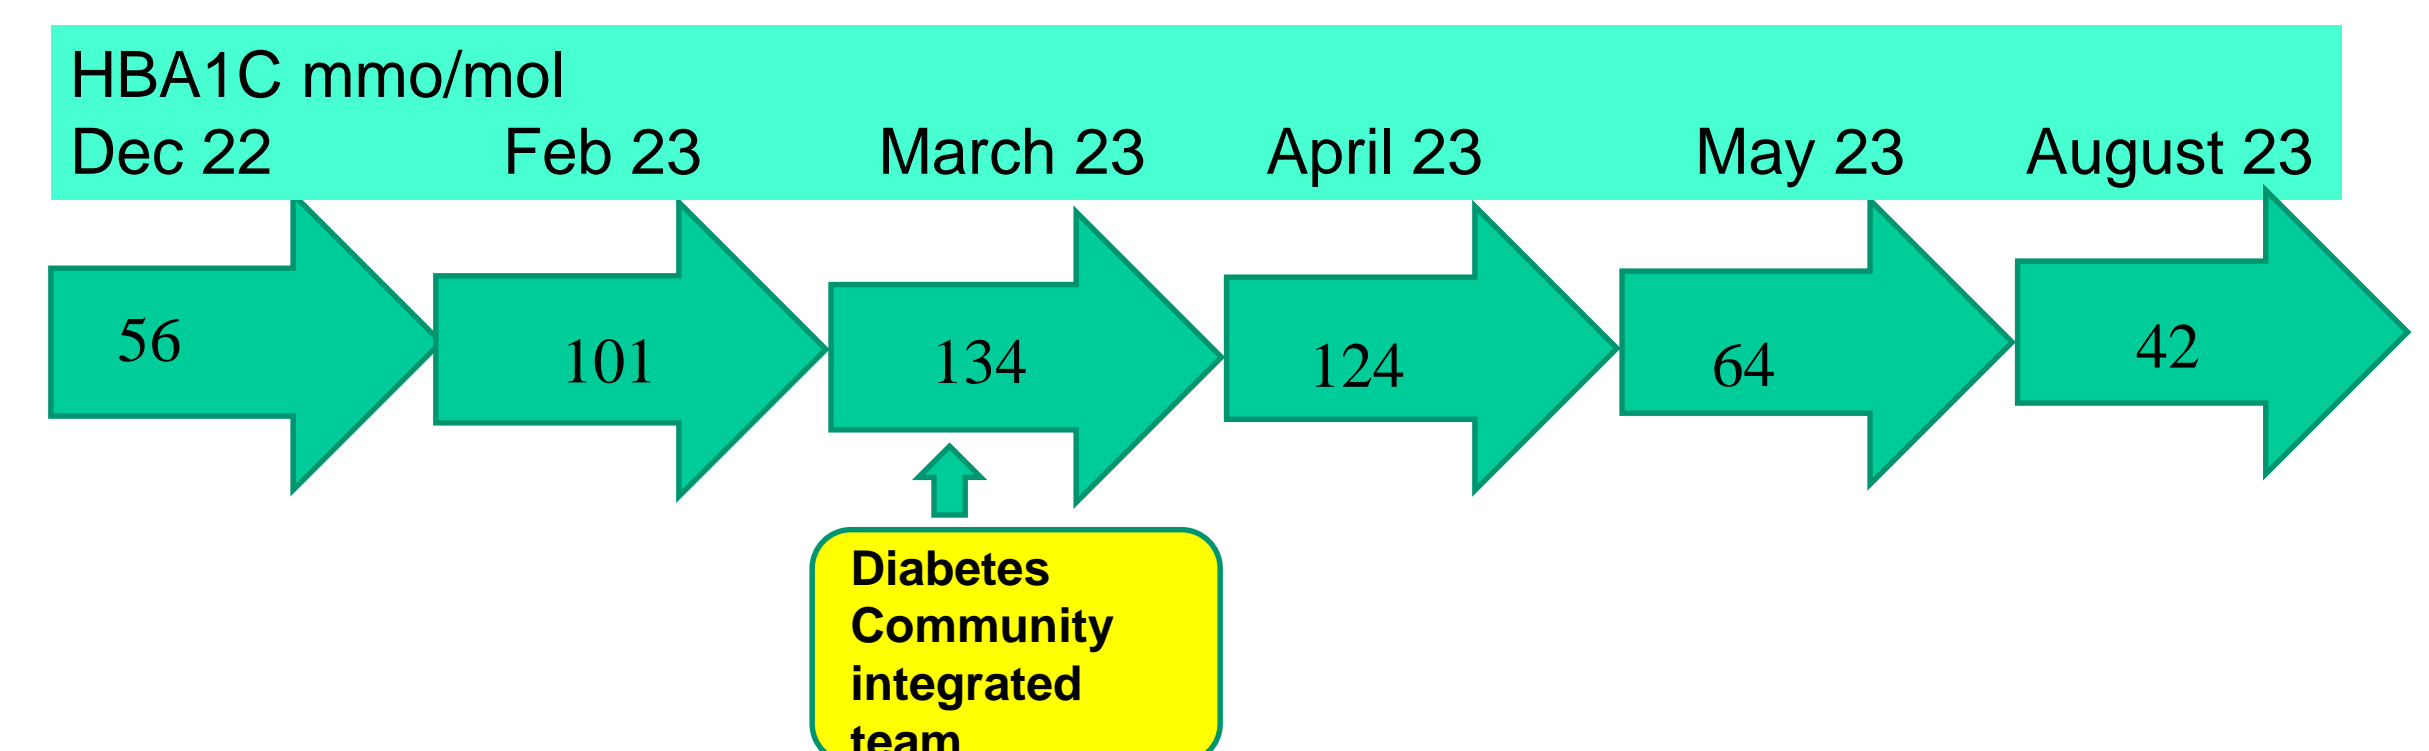 HBA1C mmo/mol
Dec 22 Feb 23 March 23 April 23 May 23 August 23
56 101 134 124 64 42
Diabetes
Community
integrated
team